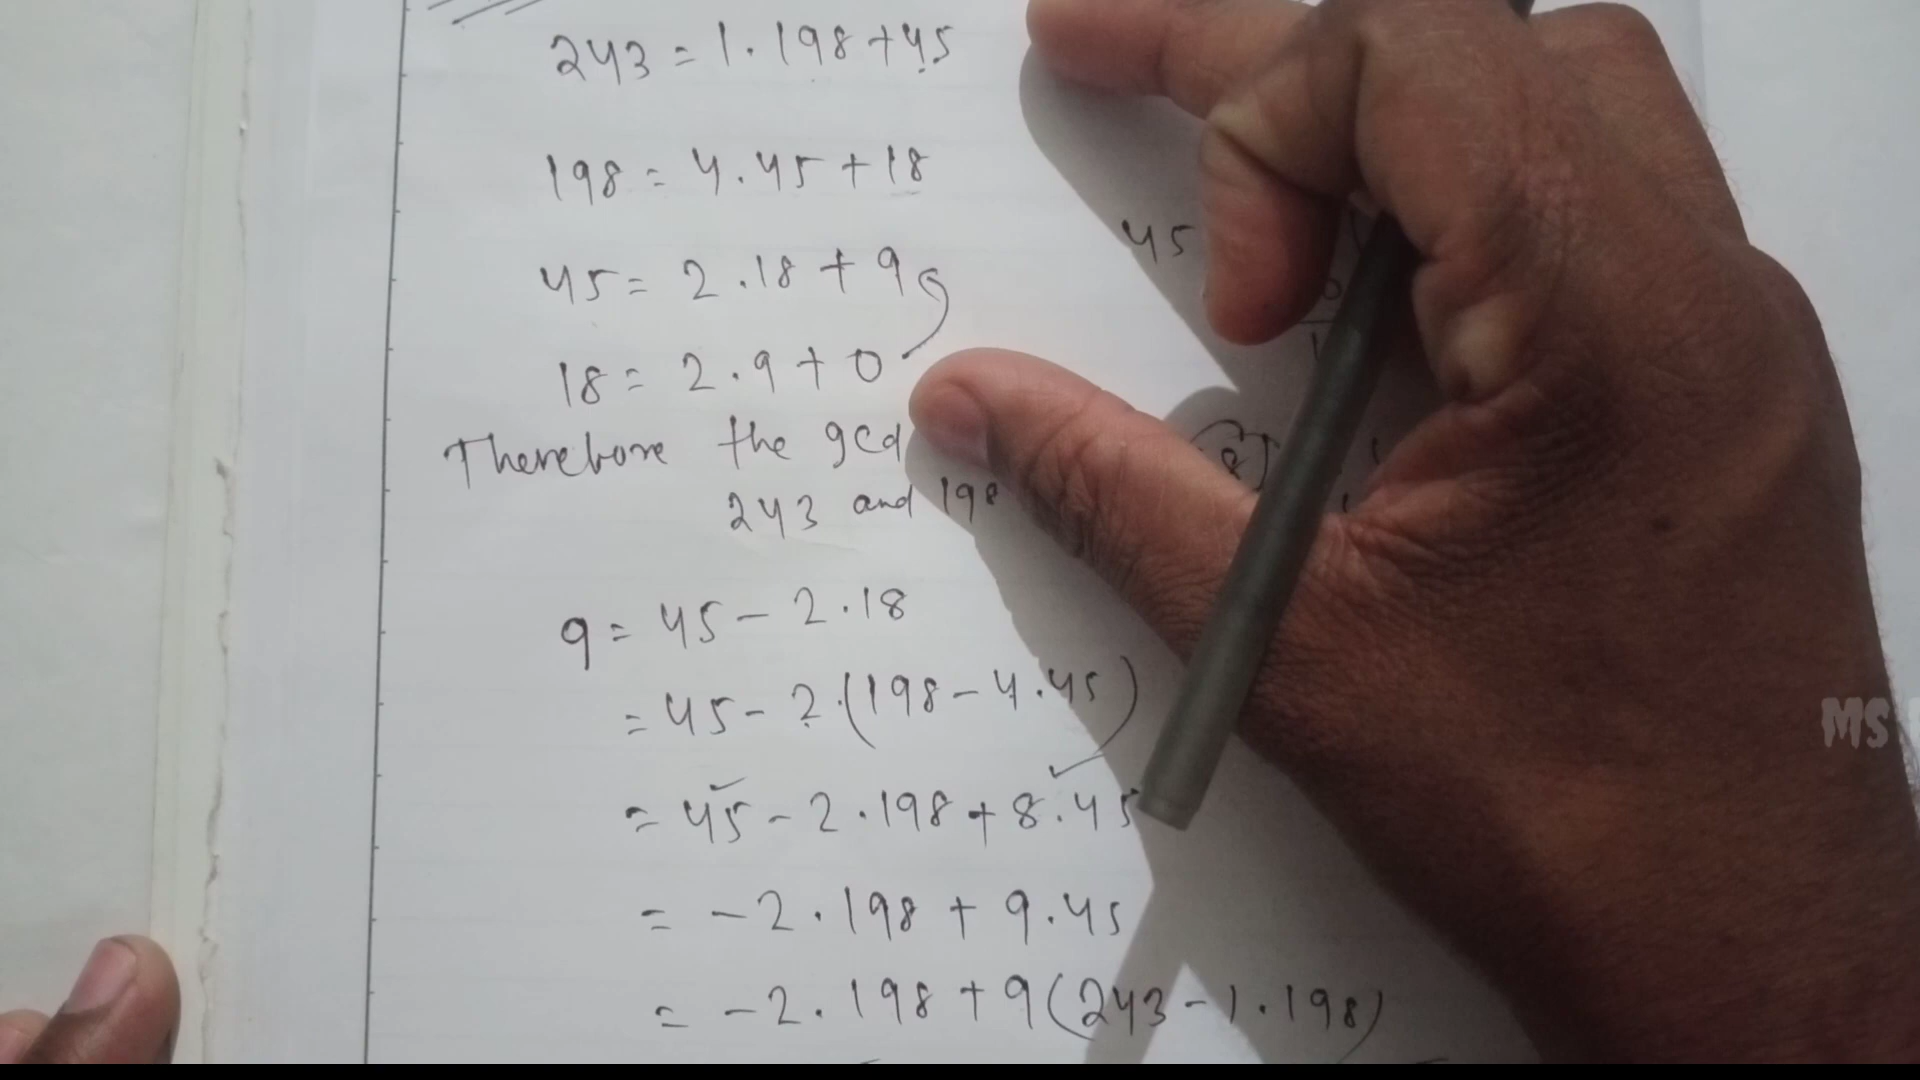 243 = 1.198 + 45
198 = 4.45 + 18
45 = 2.18 + 9
18 = 2.9 + 0
Therefore the gcd
243 and 198
9 = 45 - 2.18
= 45 - 2.(198 - 4.45)
= 45 - 2.198 + 8.45
= -2.198 + 9.45
= -2.198 + 9(243 - 1.198)
45
MS